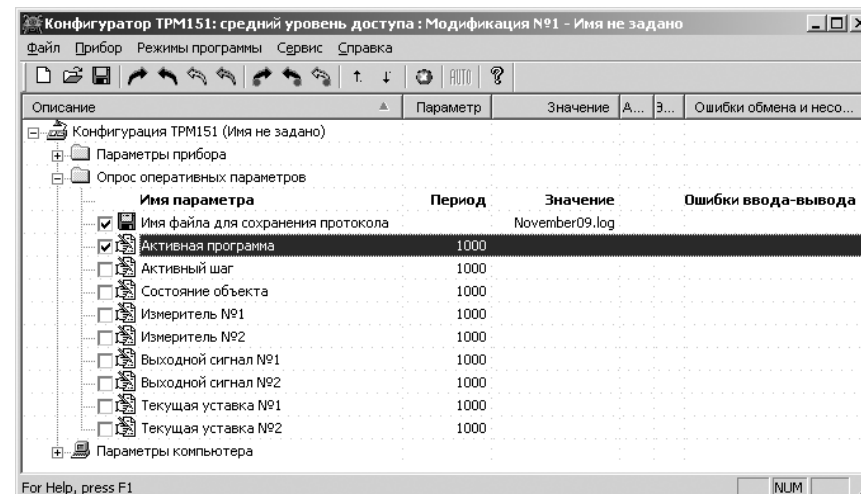 Конфигуратор ТРМ151: средний уровень доступа : Модификация №1 - Имя не задано
Файл Прибор Режимы программы Сервис Справка
AUTO
Описание Параметр Значение А... З... Ошибки обмена и несо...
Конфигурация ТРМ151 (Имя не задано)
Параметры прибора
Опрос оперативных параметров
Имя параметра Период Значение Ошибки ввода-вывода
Имя файла для сохранения протокола November09.log
Активная программа 1000
Активный шаг 1000
Состояние объекта 1000
Измеритель №1 1000
Измеритель №2 1000
Выходной сигнал №1 1000
Выходной сигнал №2 1000
Текущая уставка №1 1000
Текущая уставка №2 1000
Параметры компьютера
For Help, press F1 NUM